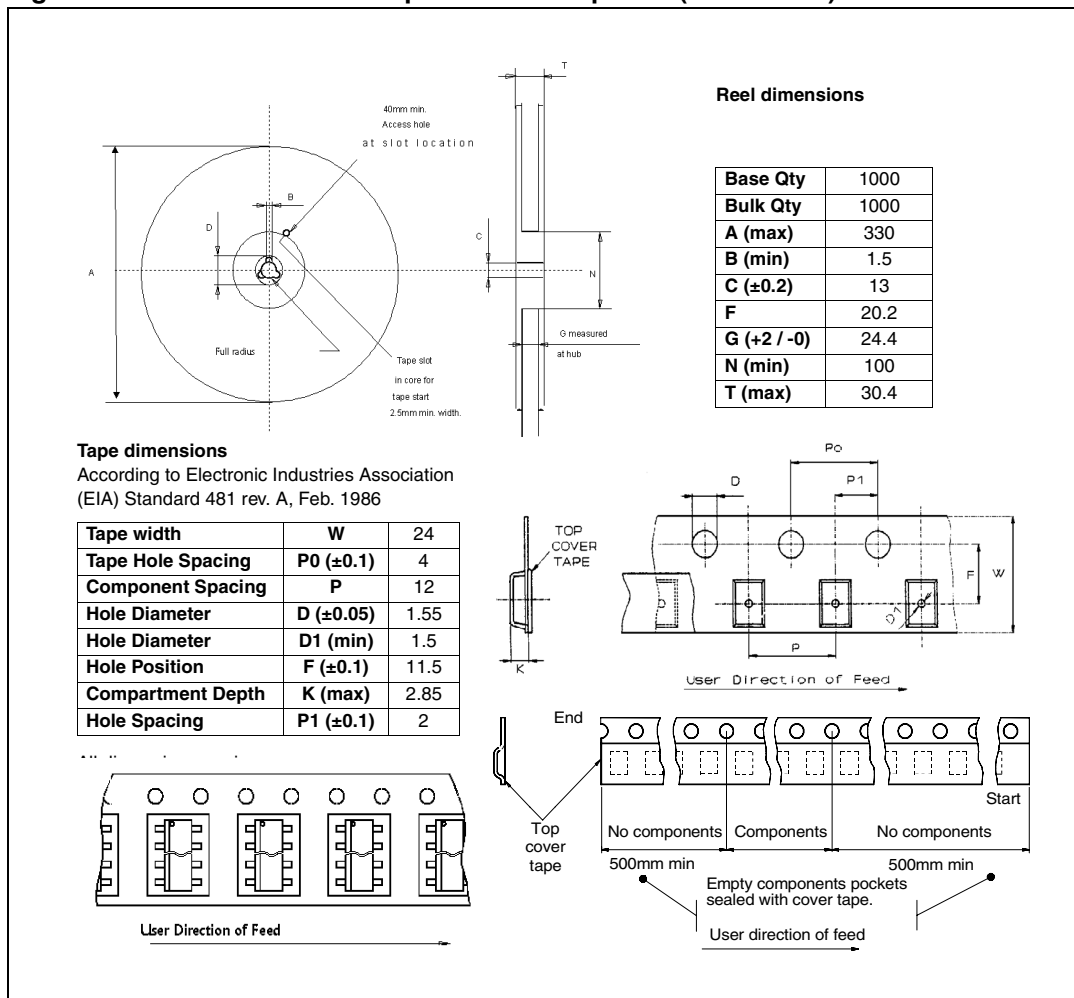 T
40mm min.
Access hole
at slot location
B
D
A
C
N
Full radius
Tape slot
in core for
tape start
2.5mm min. width.
G measured
at hub
Reel dimensions
Base Qty 1000
Bulk Qty 1000
A (max) 330
B (min) 1.5
C (±0.2) 13
F 20.2
G (+2 / -0) 24.4
N (min) 100
T (max) 30.4
Tape dimensions
According to Electronic Industries Association
(EIA) Standard 481 rev. A, Feb. 1986
Tape width W 24
Tape Hole Spacing P0 (±0.1) 4
Component Spacing P 12
Hole Diameter D (±0.05) 1.55
Hole Diameter D1 (min) 1.5
Hole Position F (±0.1) 11.5
Compartment Depth K (max) 2.85
Hole Spacing P1 (±0.1) 2
TOP
COVER
TAPE
K
Po
D
P1
F
W
D1
P
User Direction of Feed
End
Start
Top
cover
tape
No components
Components
No components
500mm min
500mm min
Empty components pockets
sealed with cover tape.
User direction of feed
User Direction of Feed